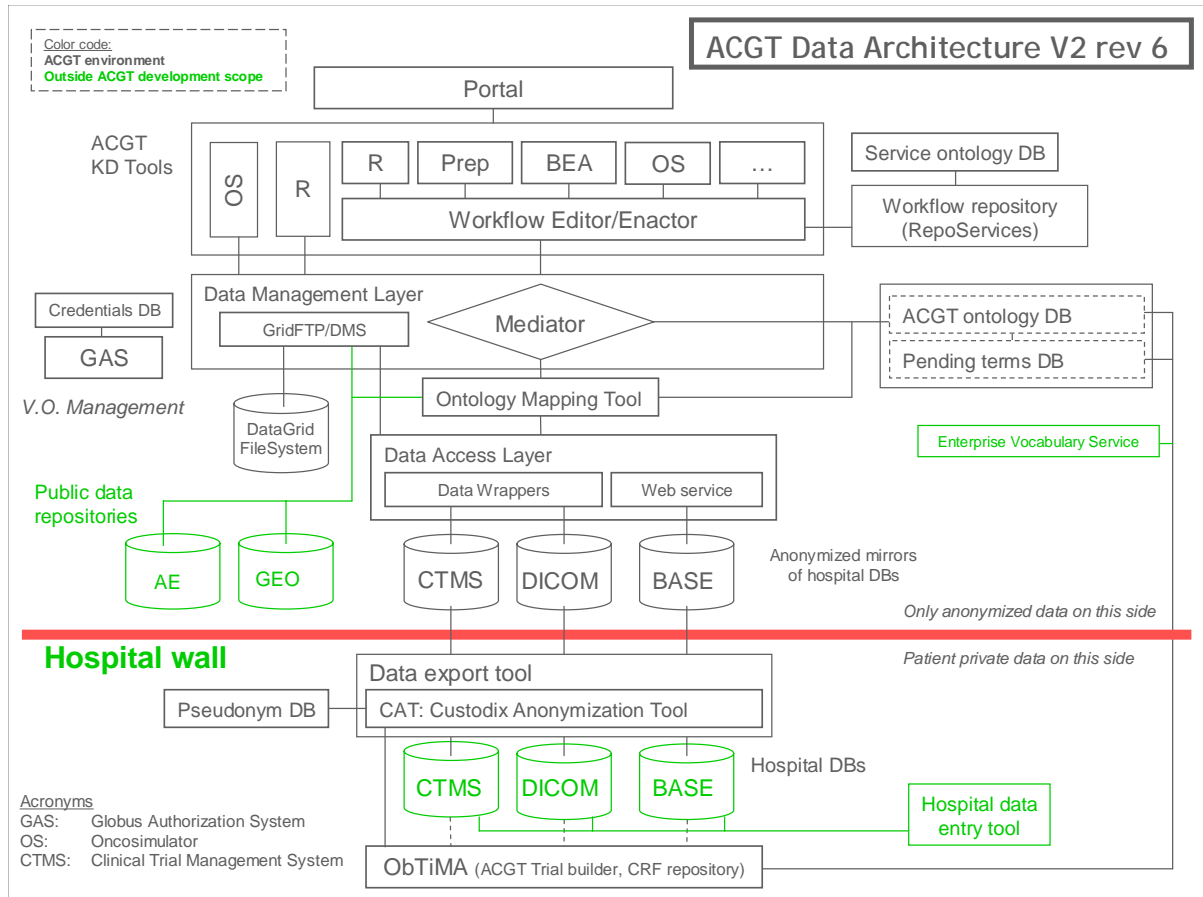 ACGT Data Architecture V2 rev 6
Color code:
ACGT environment
Outside ACGT development scope
Portal
ACGT
KD Tools
OS
R
R
Prep
BEA
OS
...
Workflow Editor/Enactor
Service ontology DB
Workflow repository
(RepoServices)
Data Management Layer
GridFTP/DMS
Mediator
Credentials DB
GAS
V.O. Management
ACGT ontology DB
Pending terms DB
Ontology Mapping Tool
DataGrid
FileSystem
Enterprise Vocabulary Service
Data Access Layer
Data Wrappers
Web service
Public data
repositories
AE
GEO
CTMS
DICOM
BASE
Anonymized mirrors
of hospital DBs
Only anonymized data on this side
Hospital wall
Patient private data on this side
Data export tool
Pseudonym DB
CAT: Custodix Anonymization Tool
CTMS
DICOM
BASE
Hospital DBs
Hospital data
entry tool
Acronyms
GAS: Globus Authorization System
OS: Oncosimulator
CTMS: Clinical Trial Management System
ObTiMA (ACGT Trial builder, CRF repository)